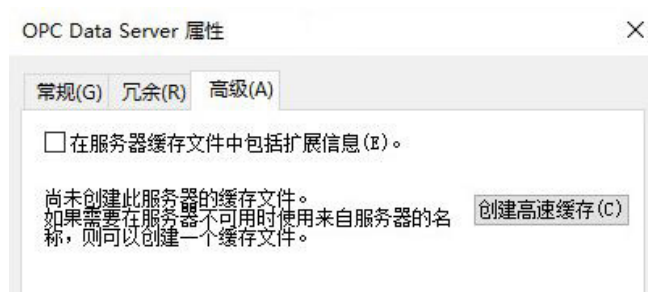 OPC Data Server 属性
常规(G) 冗余(R) 高级(A)
在服务器缓存文件中包括扩展信息(E)。
尚未创建此服务器的缓存文件。
如果需要在服务器不可用时使用来自服务器的名
称，则可以创建一个缓存文件。
创建高速缓存(C)